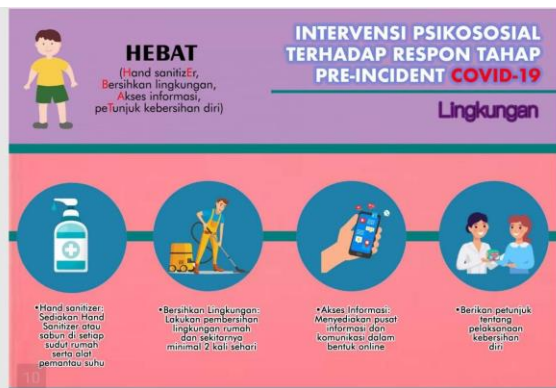 HEBAT
(Hand sanitizEr,
Bersihkan lingkungan,
Akses informasi,
peTunjuk kebersihan diri)
INTERVENSI PSIKOSOSIAL
TERHADAP RESPON TAHAP
PRE-INCIDENT COVID-19
Lingkungan
•Hand sanitizer:
Sediakan Hand
Sanitizer atau
sabun di setiap
sudut rumah
serta alat
pemantau suhu
•Bersihkan Lingkungan:
Lakukan pembersihan
lingkungan rumah
dan sekitarnya
minimal 2 kali sehari
•Akses Informasi:
Menyediakan pusat
informasi dan
komunikasi dalam
bentuk online
•Berikan petunjuk
tentang
pelaksanaan
kebersihan
diri
10